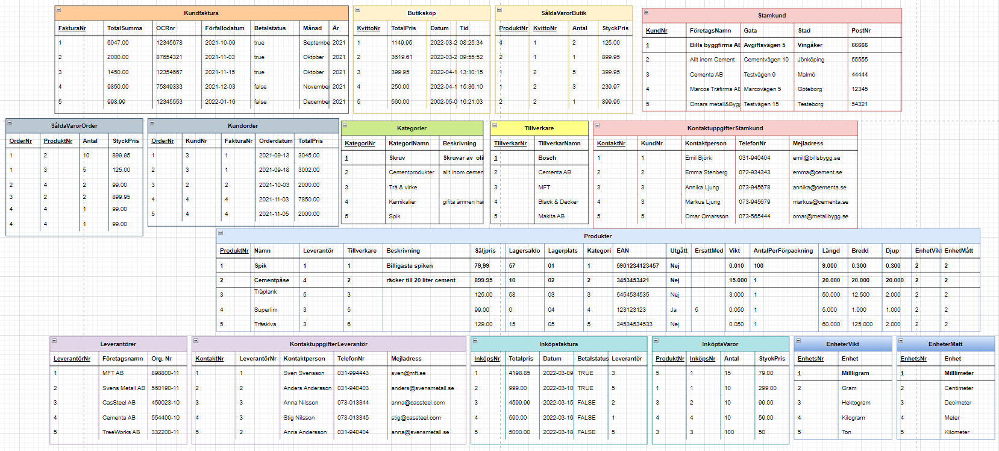 Kundfaktura
FakturaNr TotalSumma OCRnr Förfallodatum Betalstatus Månad År
1 6047.00 12345678 2021-10-09 true Septembe 2021
2 2000.00 87654321 2021-11-03 true Oktober 2021
3 1450.00 12354667 2021-11-15 true Oktober 2021
4 9850.00 75849333 2021-12-03 false November 2021
5 998.99 12345553 2022-01-16 false December 2021
Butiksköp
KvittoNr TotalPris Datum Tid
1 1149.95 2022-03-2 08:25:34
2 3619.61 2022-03-2 09:55:52
3 399.95 2022-04-1 13:10:15
4 250.00 2022-04-1 15:36:10
5 560.00 2002-05-0 16:21:03
SåldaVarorButik
ProduktNr KvittoNr Antal StyckPris
4 1 2 125.00
2 1 1 899.95
1 2 5 399.95
1 2 3 239.97
2 2 1 899.95
Stamkund
KundNr FöretagsNamn Gata Stad PostNr
1 Bills byggfirma AB Avgiftsvägen 5 Vingåker 66666
2 Allt inom Cement Cementvägen 10 Jönköping 55555
3 Cementa AB Testvägen 9 Malmö 44444
4 Marcos Träfirma AB Marcovägen 5 Göteborg 12345
5 Omars metall&Bygg Testvägen 15 Testeborg 54321
SåldaVarorOrder
OrderNr ProduktNr Antal StyckPris
1 2 10 899.95
1 3 5 125.00
2 4 2 99.00
3 2 2 899.95
4 4 1 99.00
4 4 1 99.00
Kundorder
OrderNr KundNr FakturaNr Orderdatum TotalPris
1 3 1 2021-09-13 3045.00
2 3 1 2021-09-18 3002.00
3 2 2 2021-10-03 2000.00
4 4 4 2021-11-03 7850.00
5 4 4 2021-11-05 2000.00
Kategorier
KategoriNr KategoriNamn Beskrivning
1 Skruv Skruvar av oli
2 Cementprodukter allt inom cemen
3 Trä & virke
4 Kemikalier gifita ämnen ha
5 Spik
Tillverkare
TillverkarNr TillverkarNamn
1 Bosch
2 Cementa AB
3 MFT
4 Black & Decker
5 Makita AB
KontaktuppgifterStamkund
KontaktNr KundNr Kontaktperson TelefonNr Mejladress
1 1 Emil Björk 031-940404 emil@billsbygg.se
2 2 Emma Stenberg 072-934343 emma@cement.se
3 3 Annika Ljung 073-945678 annika@cementa.se
4 3 Markus Ljung 073-945679 markus@cementa.se
5 5 Omar Omarsson 073-565444 omar@metallbygg.se
Produkter
ProduktNr Namn Leverantör Tillverkare Beskrivning Säljpris Lagersaldo Lagerplats Kategori EAN Utgått ErsattMed Vikt AntalPerFörpackning Längd Bredd Djup EnhetVikt EnhetMått
1 Spik 1 1 Billigaste spiken 79,99 57 01 1 5901234123457 Nej 0.010 100 9.000 0.300 0.300 2 2
2 Cementpåse 4 2 räcker till 20 liter cement 899.95 10 02 2 3453453421 Nej 15.000 1 20.000 20.000 20.000 2 2
3 Träplank 5 3 125.00 58 03 3 5454534535 Nej 3.000 1 50.000 12.500 2.000 2 2
4 Superlim 3 5 99.00 0 04 4 123123123 Ja 5 0.050 1 5.000 1.000 1.000 2 2
5 Träskiva 3 6 129.00 15 05 5 34534534533 Nej 0.050 1 60.000 125.000 2.000 2 2
Leverantörer
LeverantörNr Företagsnamn Org. Nr
1 MFT AB 898800-11
2 Svens Metall AB 560190-11
3 CasSteel AB 459023-10
4 Cementa AB 554400-10
5 TreeWorks AB 332200-11
KontaktuppgifterLeverantör
KontaktNr LeverantörNr Kontaktperson TelefonNr Mejladress
1 1 Sven Svensson 031-994443 sven@mft.se
2 2 Anders Andersson 031-940403 anders@svensmetall.se
3 3 Anna Nilsson 073-013344 anna@cassteel.com
4 3 Stig Nilsson 073-013345 stig@cassteel.com
5 2 Anna Andersson 031-940404 anna@svensmetall.se
Inköpsfaktura
InköpsNr Totalpris Datum Betalstatus Leverantör
1 4198.85 2022-03-09 TRUE 3
2 999.00 2022-03-10 TRUE 5
3 4599.99 2022-03-15 FALSE 2
4 590.00 2022-03-16 FALSE 1
5 5000.00 2022-03-18 FALSE 5
InköptaVaror
ProduktNr InköpsNr Antal StyckPris
5 1 15 79.00
1 1 10 299.00
3 2 10 99.00
4 4 10 59.00
3 3 100 50
EnheterVikt
EnhetsNr Enhet
1 Millligram
2 Gram
3 Hektogram
4 Kilogram
5 Ton
EnheterMatt
EnhetsNr Enhet
1 Milllimeter
2 Centimeter
3 Decimeter
4 Meter
5 Kilometer